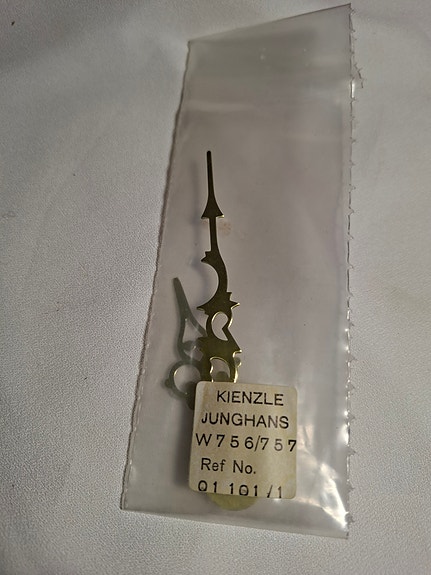 KIENZLE
JUNGHANS
W756/757
Ref No.
01 101/1